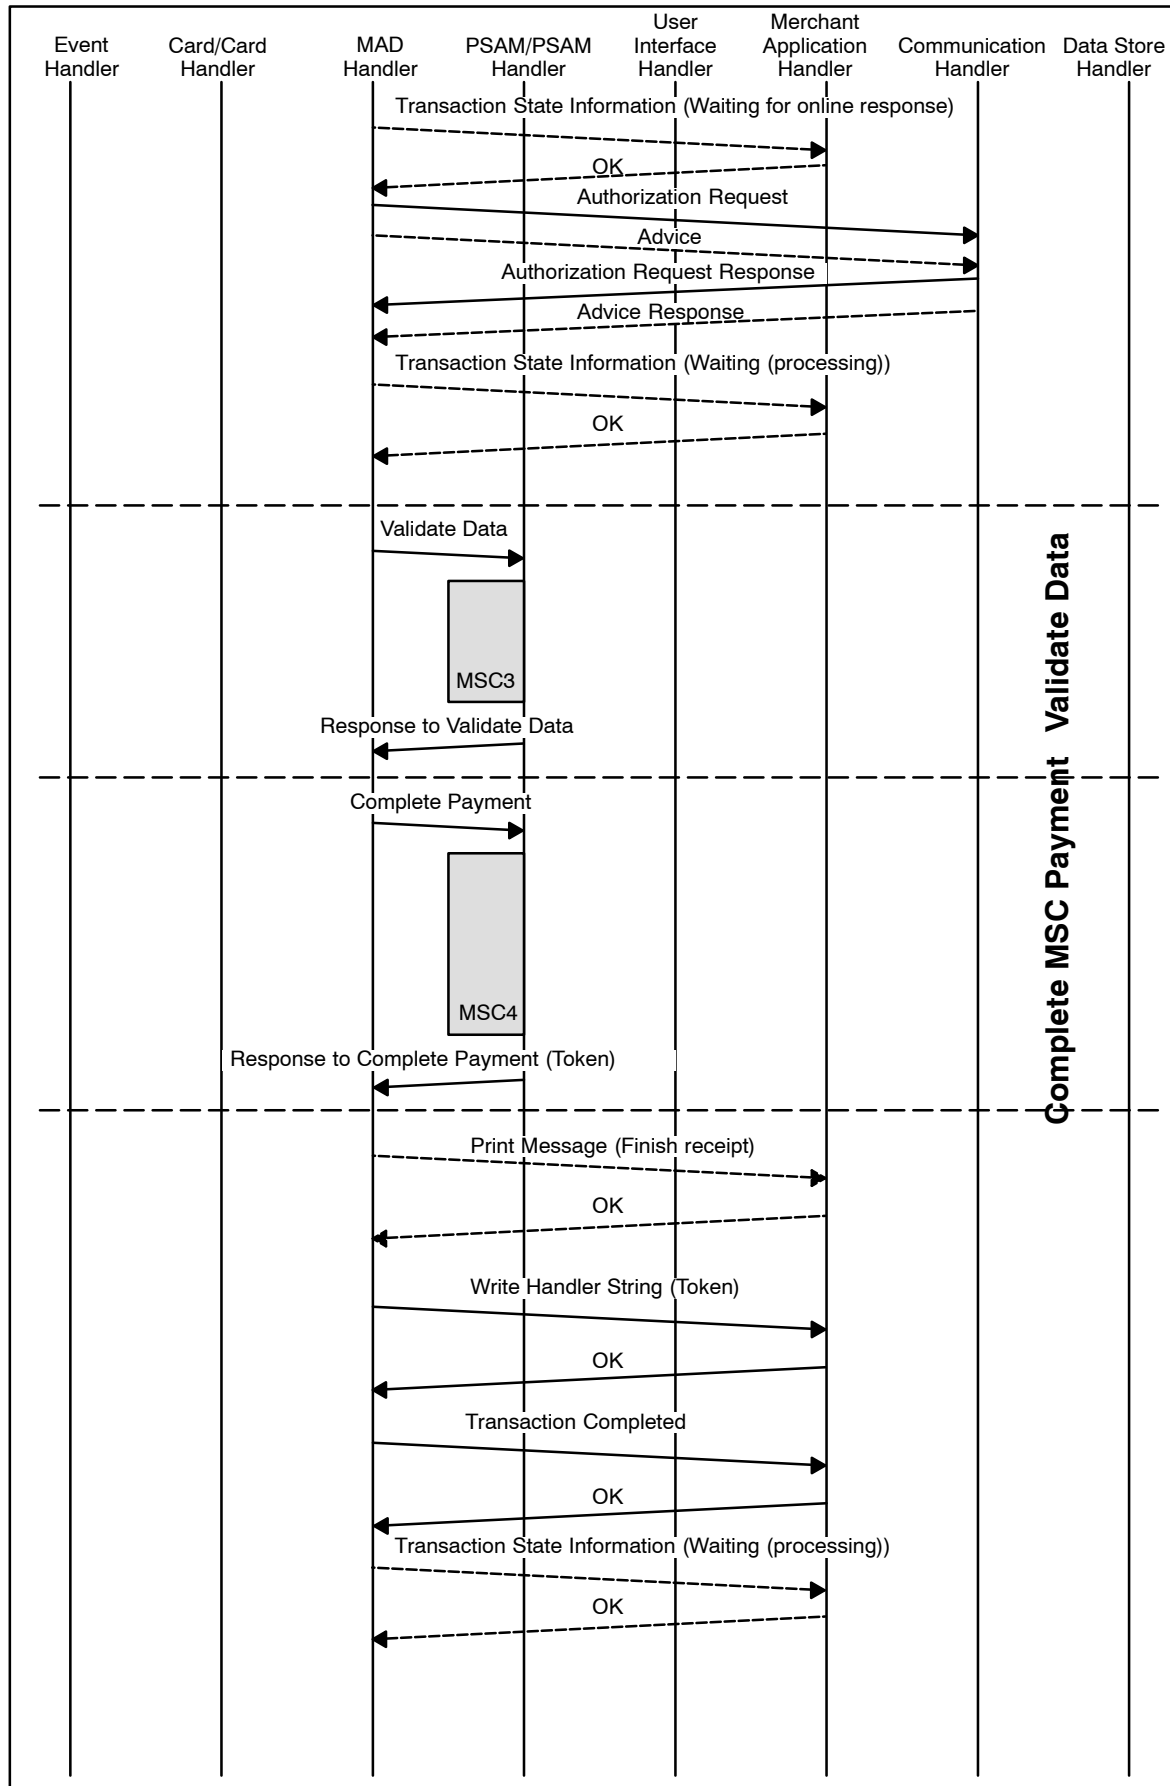 Event
Handler
Card/Card
Handler
MAD
Handler
PSAM/PSAM
Handler
User
Interface
Handler
Merchant
Application
Handler
Communication
Handler
Data Store
Handler
Transaction State Information (Waiting for online response)
OK
Authorization Request
Advice
Authorization Request Response
Advice Response
Transaction State Information (Waiting (processing))
OK
Validate Data
MSC3
Response to Validate Data
Validate Data
Complete Payment
MSC4
Response to Complete Payment (Token)
Complete MSC Payment
Print Message (Finish receipt)
OK
Write Handler String (Token)
OK
Transaction Completed
OK
Transaction State Information (Waiting (processing))
OK